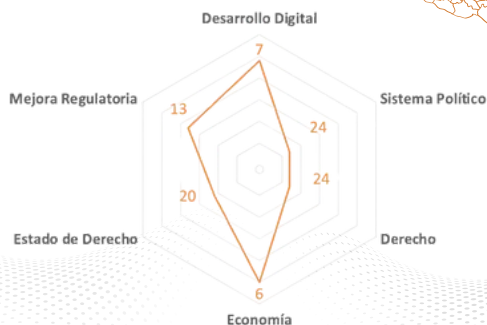 Desarrollo Digital
7
Mejora Regulatoria
13
Sistema Político
24
24
20
Estado de Derecho
Derecho
6
Economía